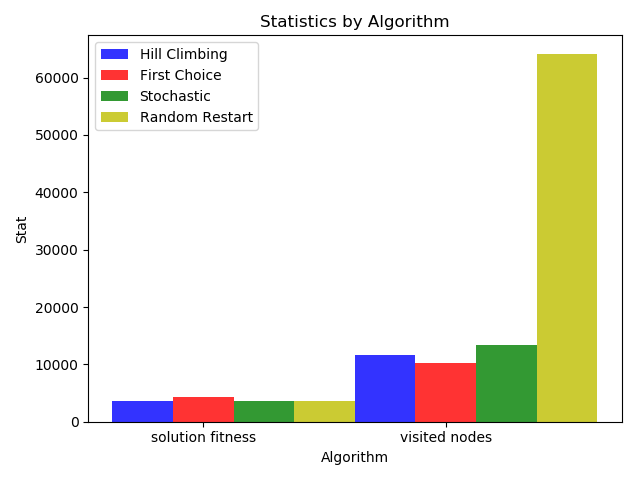 Statistics by Algorithm
Hill Climbing
First Choice
Stochastic
Random Restart
60000
50000
40000
30000
20000
10000
0
Stat
solution fitness visited nodes
Algorithm